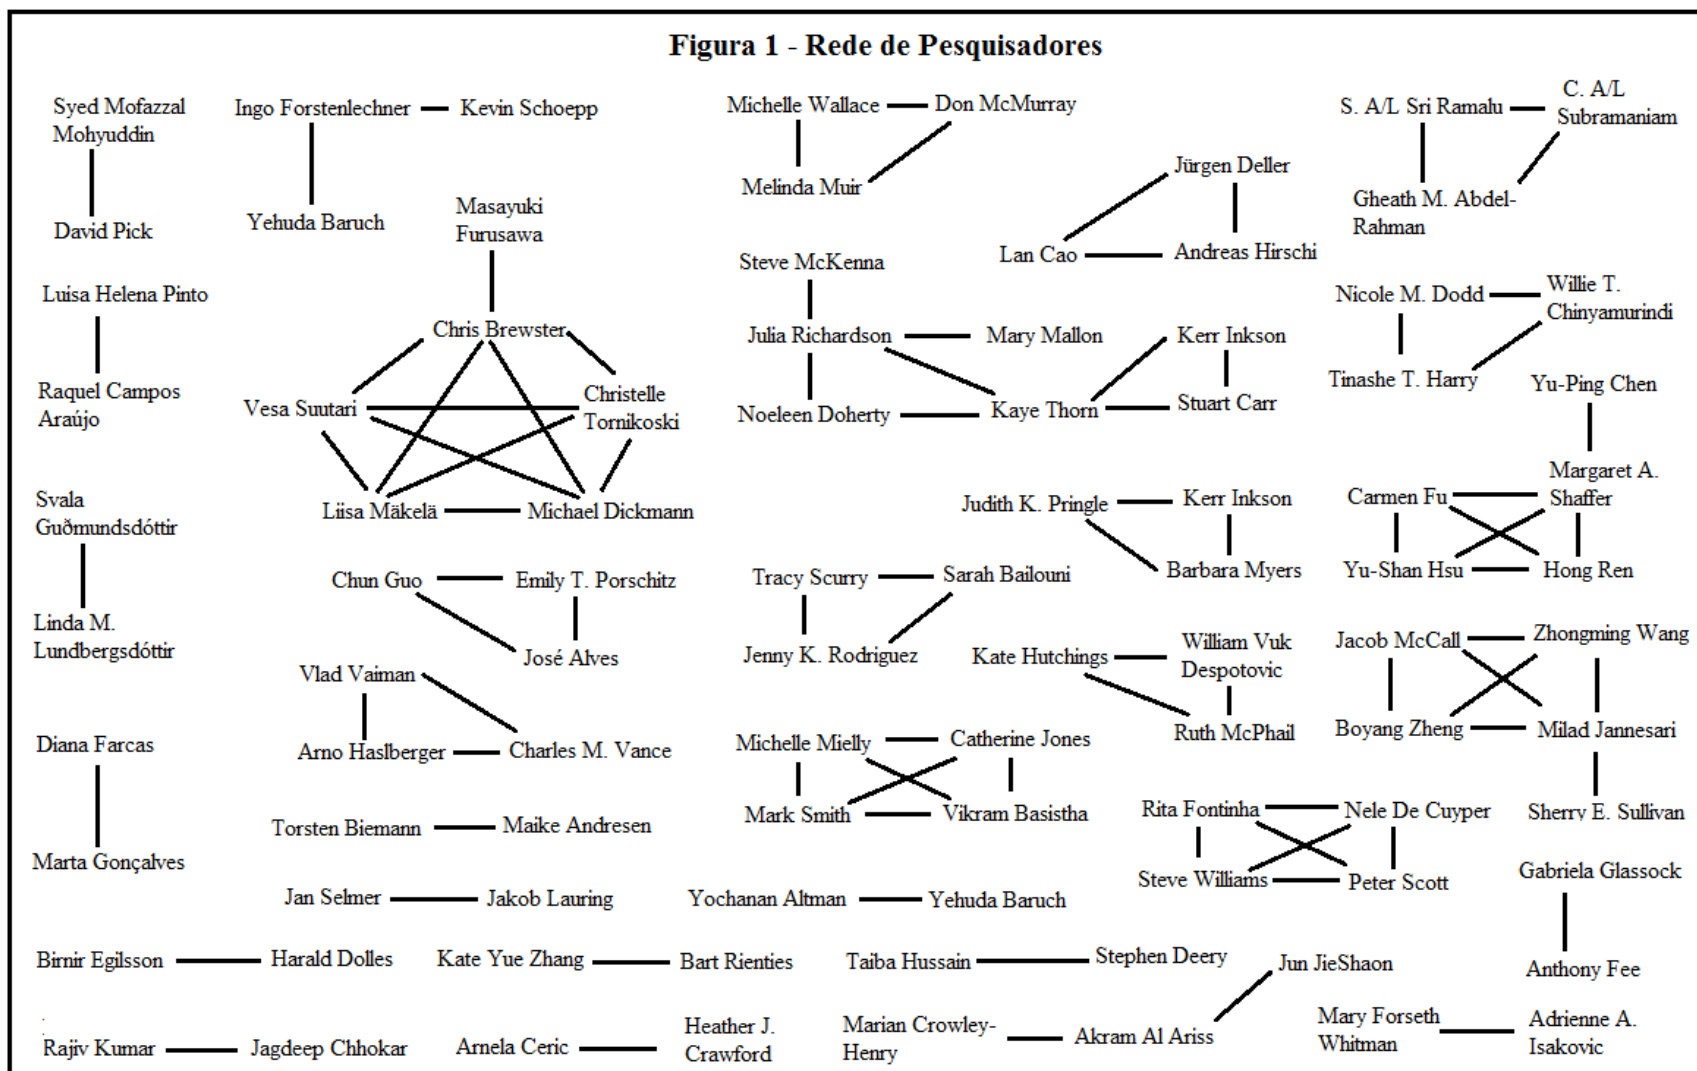 Figura 1 - Rede de Pesquisadores
Syed Mofazzal
Mohyuddin
David Pick
Ingo Forstenlechner
Kevin Schoepp
Yehuda Baruch
Michelle Wallace
Don McMurray
Melinda Muir
S. A/L Sri Ramalu
C. A/L
Subramaniam
Gheath M. Abdel-
Rahman
Jürgen Deller
Lan Cao
Andreas Hirschi
Masayuki
Furusawa
Chris Brewster
Vesa Suutari
Christelle
Tornikoski
Liisa Mäkelä
Michael Dickmann
Luisa Helena Pinto
Raquel Campos
Araújo
Steve McKenna
Julia Richardson
Mary Mallon
Kerr Inkson
Noeleen Doherty
Kaye Thorn
Stuart Carr
Nicole M. Dodd
Willie T.
Chinyamurindi
Tinashe T. Harry
Yu-Ping Chen
Margaret A.
Shaffer
Carmen Fu
Yu-Shan Hsu
Hong Ren
Svala
Guðmundsdóttir
Linda M.
Lundbergsdóttir
Judith K. Pringle
Kerr Inkson
Barbara Myers
Chun Guo
Emily T. Porschitz
José Alves
Tracy Scurry
Sarah Bailouni
Jenny K. Rodriguez
Kate Hutchings
William Vuk
Despotovic
Ruth McPhail
Jacob McCall
Zhongming Wang
Boyang Zheng
Milad Jannesari
Sherry E. Sullivan
Vlad Vaiman
Arno Haslberger
Charles M. Vance
Diana Farcas
Marta Gonçalves
Michelle Mielly
Catherine Jones
Mark Smith
Vikram Basistha
Torsten Biemann
Maike Andresen
Rita Fontinha
Nele De Cuyper
Steve Williams
Peter Scott
Jan Selmer
Jakob Lauring
Yochanan Altman
Yehuda Baruch
Gabriela Glassock
Anthony Fee
Birnir Egilsson
Harald Dolles
Kate Yue Zhang
Bart Rienties
Taiba Hussain
Stephen Deery
Jun JieShaon
Akram Al Ariss
Marian Crowley-
Henry
Rajiv Kumar
Jagdeep Chhokar
Arnela Ceric
Heather J.
Crawford
Mary Forseth
Whitman
Adrienne A.
Isakovic